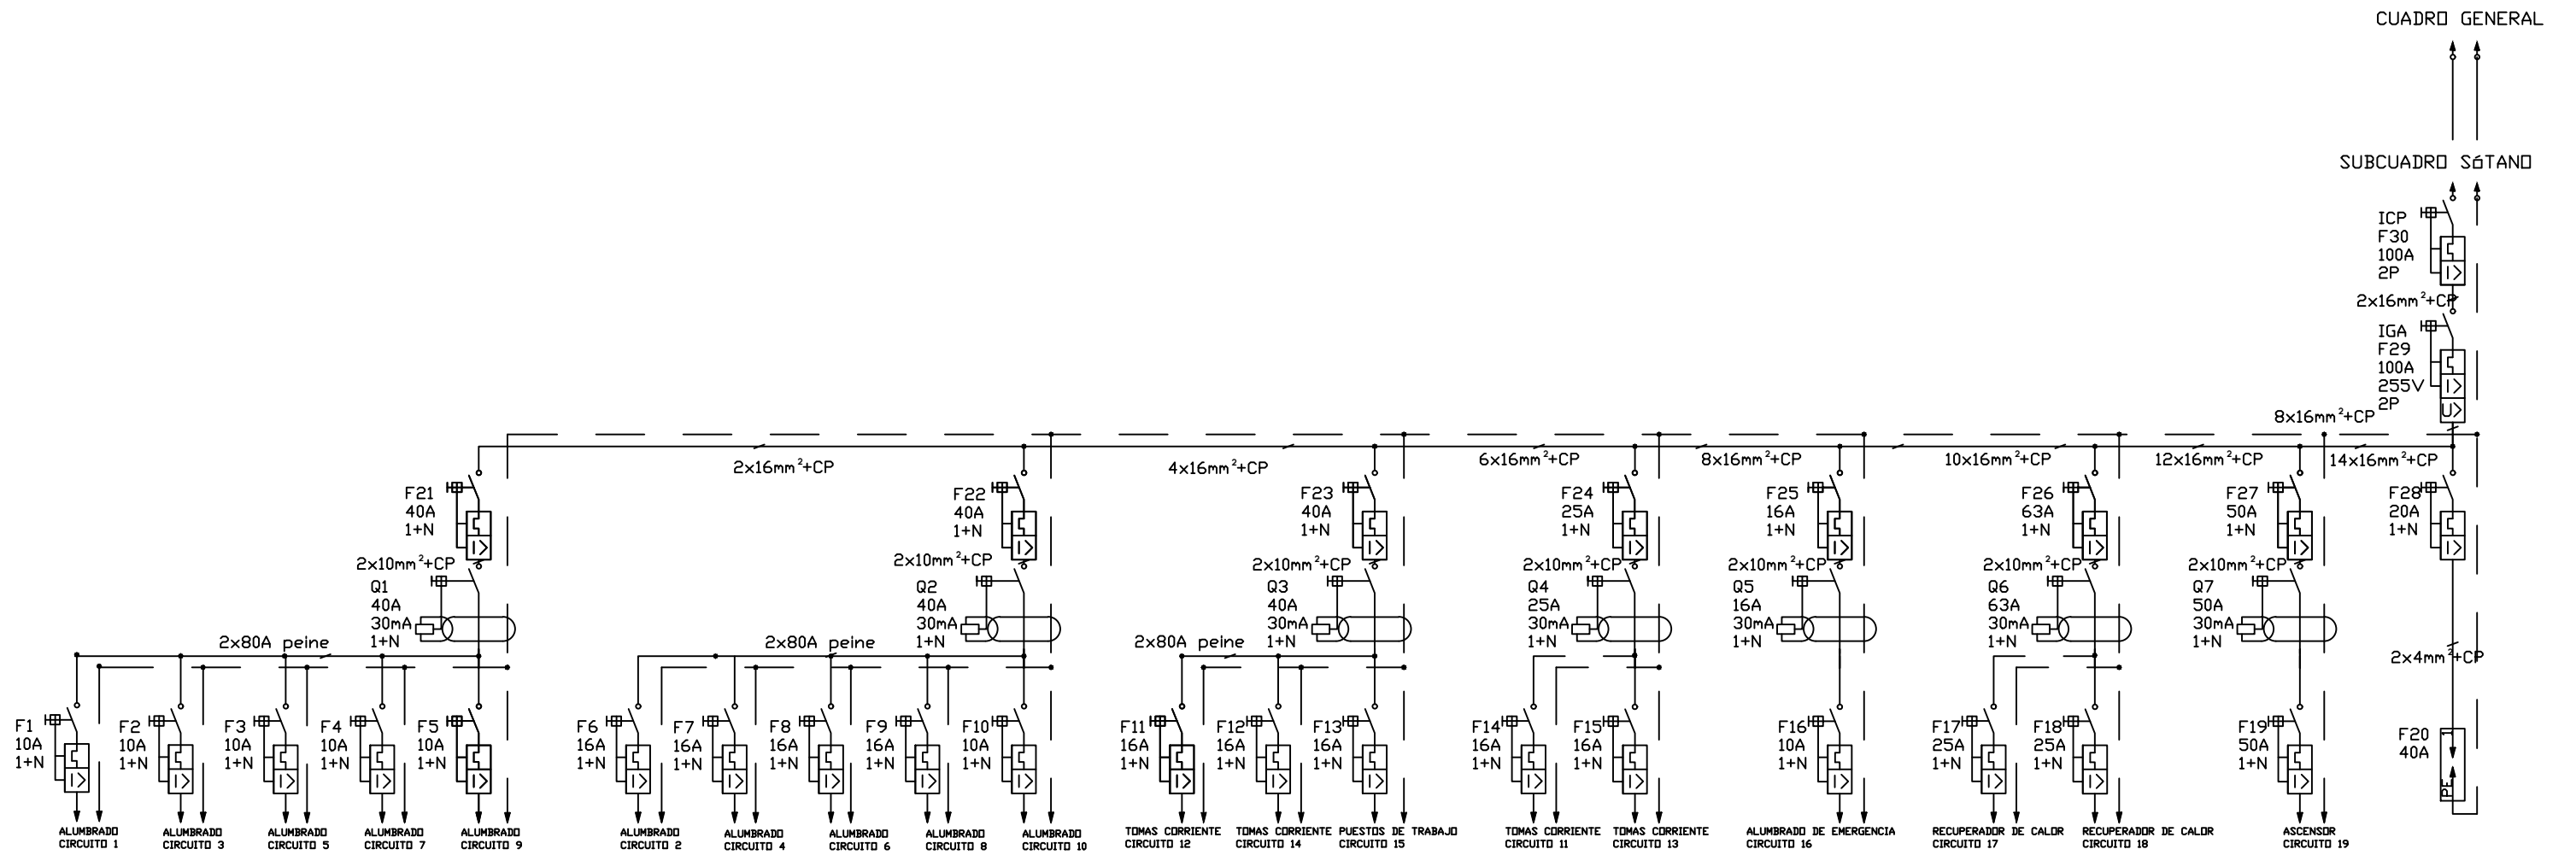 CUADRO GENERAL
SUBCUADRO SóTANO
ICP
F30
100A
2P
2x16mm²+CP
IGA
F29
100A
255V
2P
U>
I>
8x16mm²+CP
2x16mm²+CP
4x16mm²+CP
6x16mm²+CP
8x16mm²+CP
10x16mm²+CP
12x16mm²+CP
14x16mm²+CP
F21
40A
1+N
F22
40A
1+N
F23
40A
1+N
F24
25A
1+N
F25
16A
1+N
F26
63A
1+N
F27
50A
1+N
F28
20A
1+N
2x10mm²+CP
Q1
40A
30mA
1+N
2x10mm²+CP
Q2
40A
30mA
1+N
2x10mm²+CP
Q3
40A
30mA
1+N
2x10mm²+CP
Q4
25A
30mA
1+N
2x10mm²+CP
Q5
16A
30mA
1+N
2x10mm²+CP
Q6
63A
30mA
1+N
2x10mm²+CP
Q7
50A
30mA
1+N
2x80A peine
2x80A peine
2x80A peine
2x4mm²+CP
F1
10A
1+N
F2
10A
1+N
F3
10A
1+N
F4
10A
1+N
F5
10A
1+N
F6
16A
1+N
F7
16A
1+N
F8
16A
1+N
F9
16A
1+N
F10
10A
1+N
F11
16A
1+N
F12
16A
1+N
F13
16A
1+N
F14
16A
1+N
F15
16A
1+N
F16
10A
1+N
F17
25A
1+N
F18
25A
1+N
F19
50A
1+N
F20
40A
PE
ALUMBRADO
CIRCUITO 1
ALUMBRADO
CIRCUITO 3
ALUMBRADO
CIRCUITO 5
ALUMBRADO
CIRCUITO 7
ALUMBRADO
CIRCUITO 9
ALUMBRADO
CIRCUITO 2
ALUMBRADO
CIRCUITO 4
ALUMBRADO
CIRCUITO 6
ALUMBRADO
CIRCUITO 8
ALUMBRADO
CIRCUITO 10
TOMAS CORRIENTE
CIRCUITO 12
TOMAS CORRIENTE
CIRCUITO 14
PUESTOS DE TRABAJO
CIRCUITO 15
TOMAS CORRIENTE
CIRCUITO 11
TOMAS CORRIENTE
CIRCUITO 13
ALUMBRADO DE EMERGENCIA
CIRCUITO 16
RECUPERADOR DE CALOR
CIRCUITO 17
RECUPERADOR DE CALOR
CIRCUITO 18
ASCENSOR
CIRCUITO 19